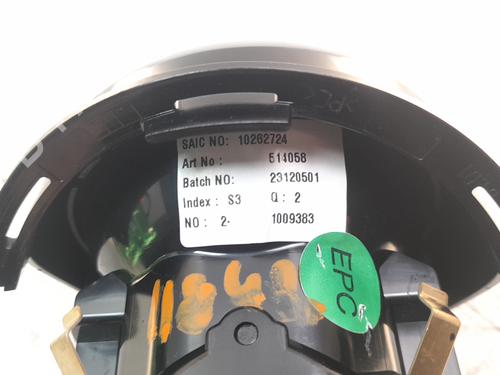 SAIC NO: 10262724
Art No : 514058
Batch NO: 23120501
Index : S3 Q : 2
NO : 2- 1009383
EPC